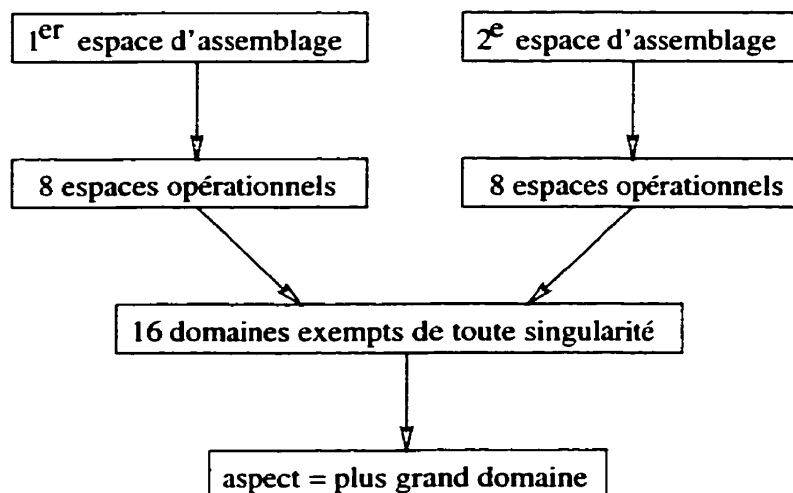 1er espace d'assemblage
2e espace d'assemblage
8 espaces opérationnels
8 espaces opérationnels
16 domaines exempts de toute singularité
aspect = plus grand domaine